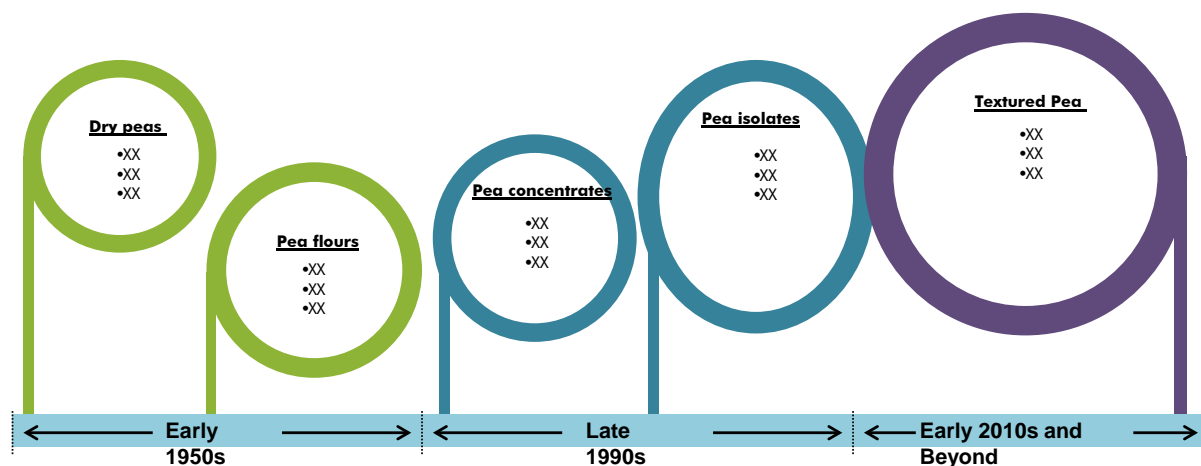 Dry peas
•XX
•XX
•XX
Pea flours
•XX
•XX
•XX
Pea concentrates
•XX
•XX
•XX
Pea isolates
•XX
•XX
•XX
Textured Pea
•XX
•XX
•XX
Early
1950s
Late
1990s
Early 2010s and
Beyond